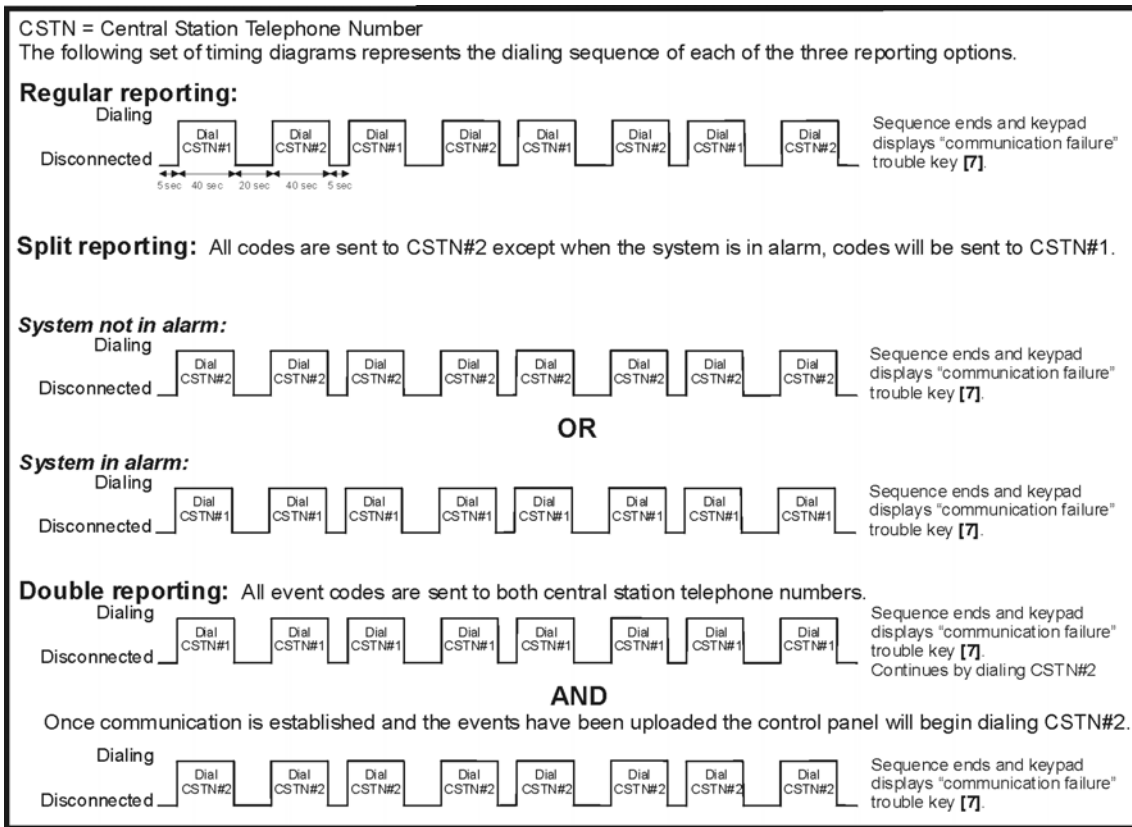 CSTN = Central Station Telephone Number
The following set of timing diagrams represents the dialing sequence of each of the three reporting options.
Regular reporting:
Dialing
Disconnected
Dial CSTN#1
Dial CSTN#2
Dial CSTN#1
Dial CSTN#2
Dial CSTN#1
Dial CSTN#2
Dial CSTN#1
Dial CSTN#2
5 sec 40 sec 20 sec 40 sec 5 sec
Sequence ends and keypad
displays "communication failure"
trouble key [7].
Split reporting: All codes are sent to CSTN#2 except when the system is in alarm, codes will be sent to CSTN#1.
System not in alarm:
Dialing
Disconnected
Dial CSTN#2
Dial CSTN#2
Dial CSTN#2
Dial CSTN#2
Dial CSTN#2
Dial CSTN#2
Dial CSTN#2
Dial CSTN#2
Sequence ends and keypad
displays "communication failure"
trouble key [7].
OR
System in alarm:
Dialing
Disconnected
Dial CSTN#1
Dial CSTN#1
Dial CSTN#1
Dial CSTN#1
Dial CSTN#1
Dial CSTN#1
Dial CSTN#1
Dial CSTN#1
Sequence ends and keypad
displays "communication failure"
trouble key [7].
Double reporting: All event codes are sent to both central station telephone numbers.
Dialing
Disconnected
Dial CSTN#1
Dial CSTN#1
Dial CSTN#1
Dial CSTN#1
Dial CSTN#1
Dial CSTN#1
Dial CSTN#1
Dial CSTN#1
Sequence ends and keypad
displays "communication failure"
trouble key [7].
Continues by dialing CSTN#2
AND
Once communication is established and the events have been uploaded the control panel will begin dialing CSTN#2.
Dialing
Disconnected
Dial CSTN#2
Dial CSTN#2
Dial CSTN#2
Dial CSTN#2
Dial CSTN#2
Dial CSTN#2
Dial CSTN#2
Dial CSTN#2
Sequence ends and keypad
displays "communication failure"
trouble key [7].